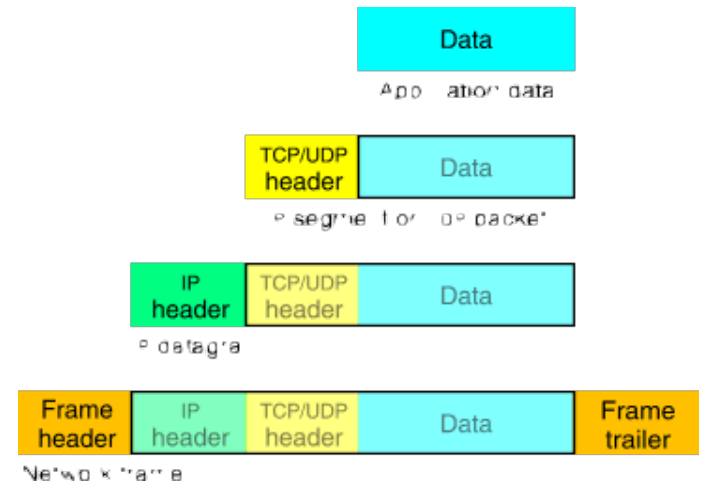 Data
data
TCP/UDP
header
Data
IP
header
TCP/UDP
header
Data
Frame
header
IP
header
TCP/UDP
header
Data
Frame
trailer